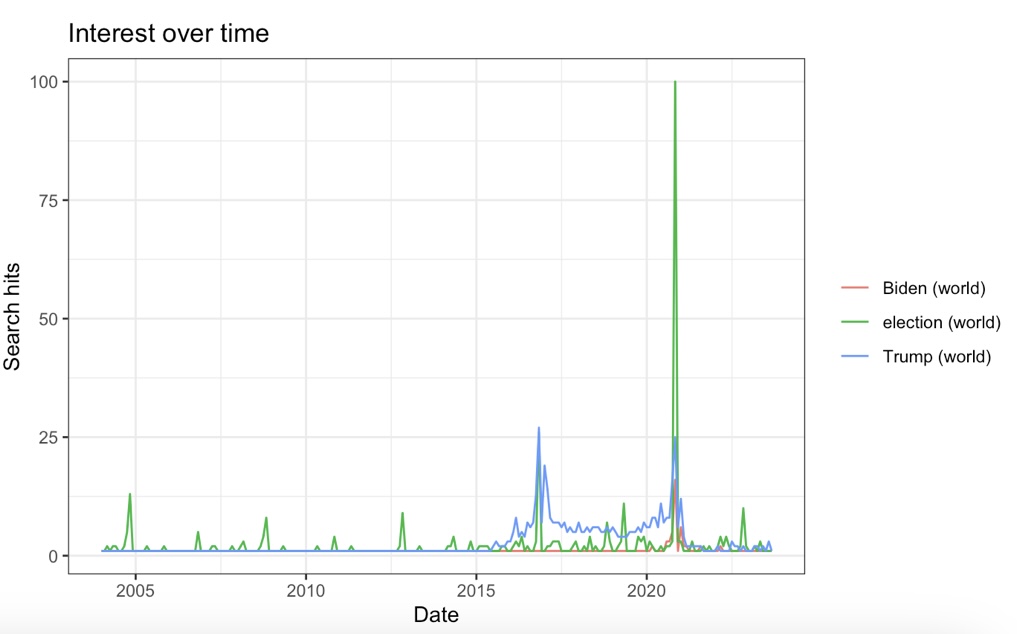 Interest over time
100
75
50
25
0
Search hits
2005 2010 2015 2020
Date
Biden (world)
election (world)
Trump (world)